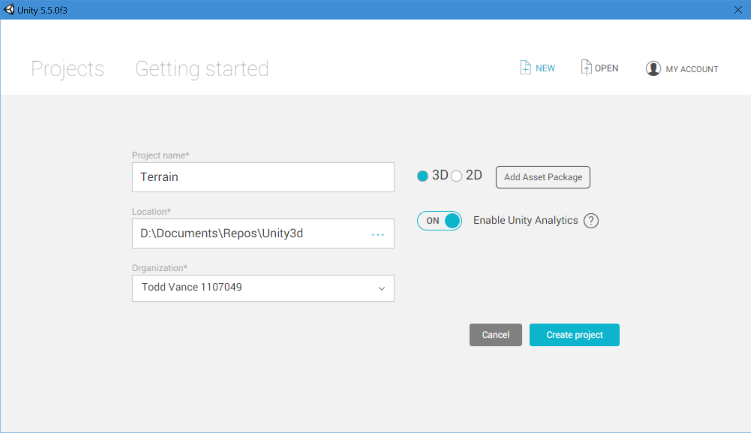 Unity 5.5.0f3
Projects Getting started NEW OPEN MY ACCOUNT
Project name*
Terrain 3D 2D Add Asset Package
Location*
D:\Documents\Repos\Unity3d ... ON Enable Unity Analytics ?
Organization*
Todd Vance 1107049
Cancel Create project